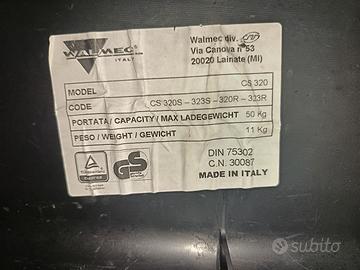 WALMEC
ITALY
Walmec div.
Via Canova n° 53
20020 Lainate (MI)
MODEL CS 320
CODE CS 320S – 323S – 320R – 323R
PORTATA / CAPACITY / MAX LADEGEWICHT 50 Kg
PESO / WEIGHT / GEWICHT 11 Kg
GS
DIN 75302
C.N. 30087
MADE IN ITALY
subito